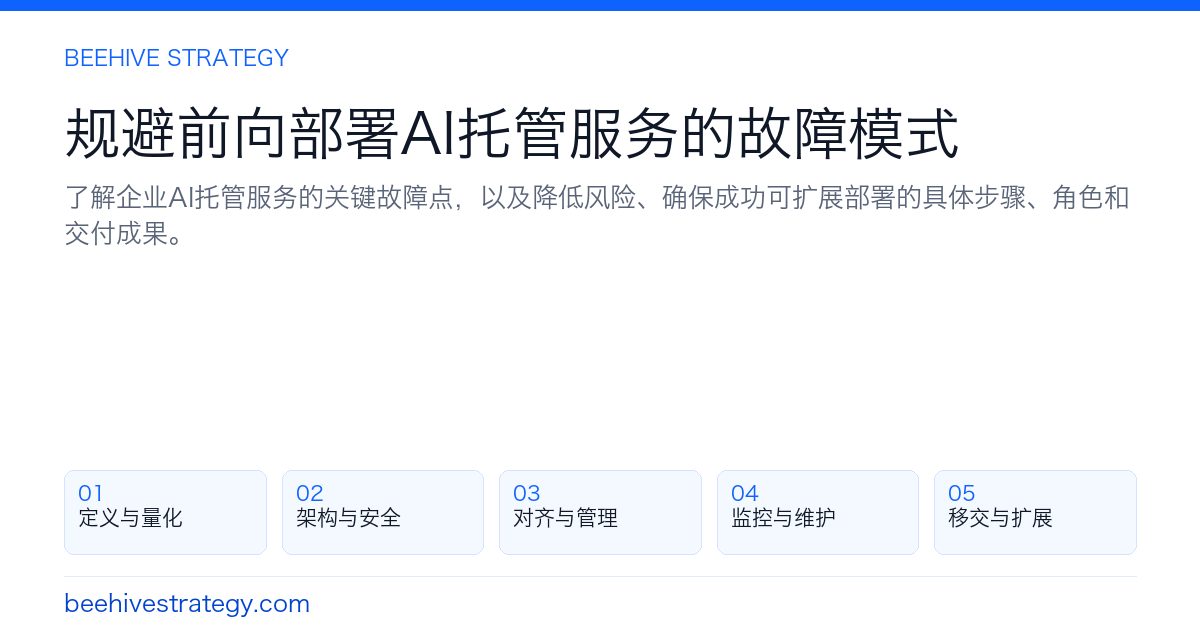 BEEHIVE STRATEGY
规避前向部署AI托管服务的故障模式
了解企业AI托管服务的关键故障点，以及降低风险、确保成功可扩展部署的具体步骤、角色和
交付成果。
01
定义与量化
02
架构与安全
03
对齐与管理
04
监控与维护
05
移交与扩展
beehivestrategy.com